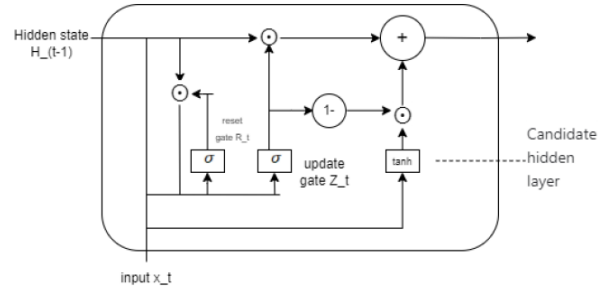 Hidden state
H_(t-1)
+
1-
reset
gate R_t
σ
σ
update
gate Z_t
tanh
Candidate
hidden
layer
input x_t